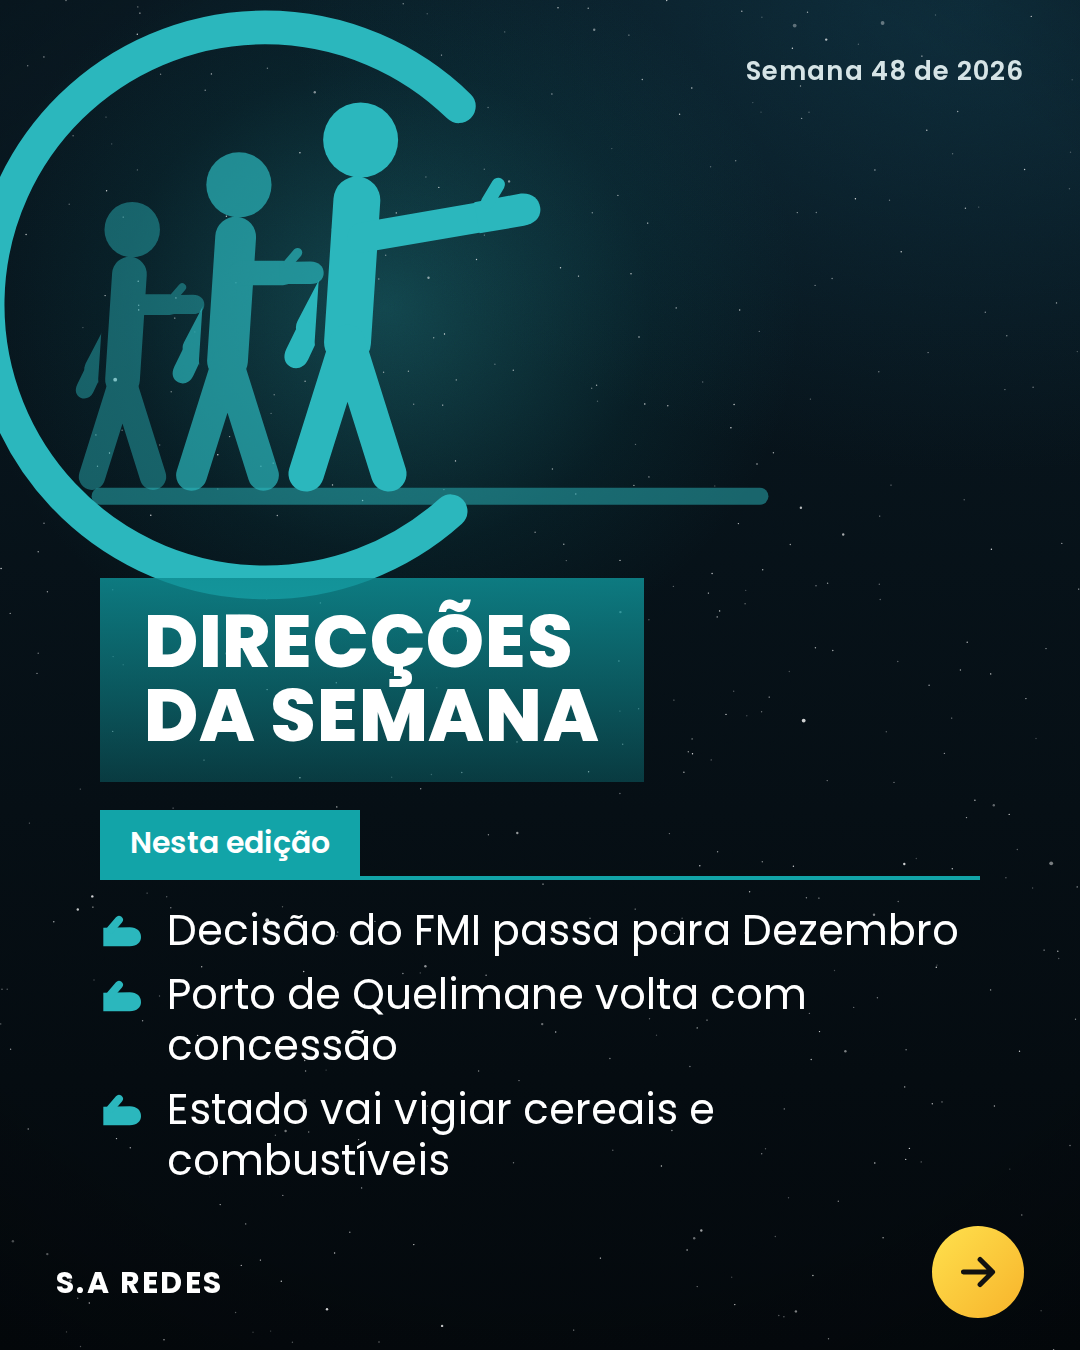 Semana 48 de 2026
DIRECÇÕES
DA SEMANA
Nesta edição
Decisão do FMI passa para Dezembro
Porto de Quelimane volta com
concessão
Estado vai vigiar cereais e
combustíveis
S.A REDES